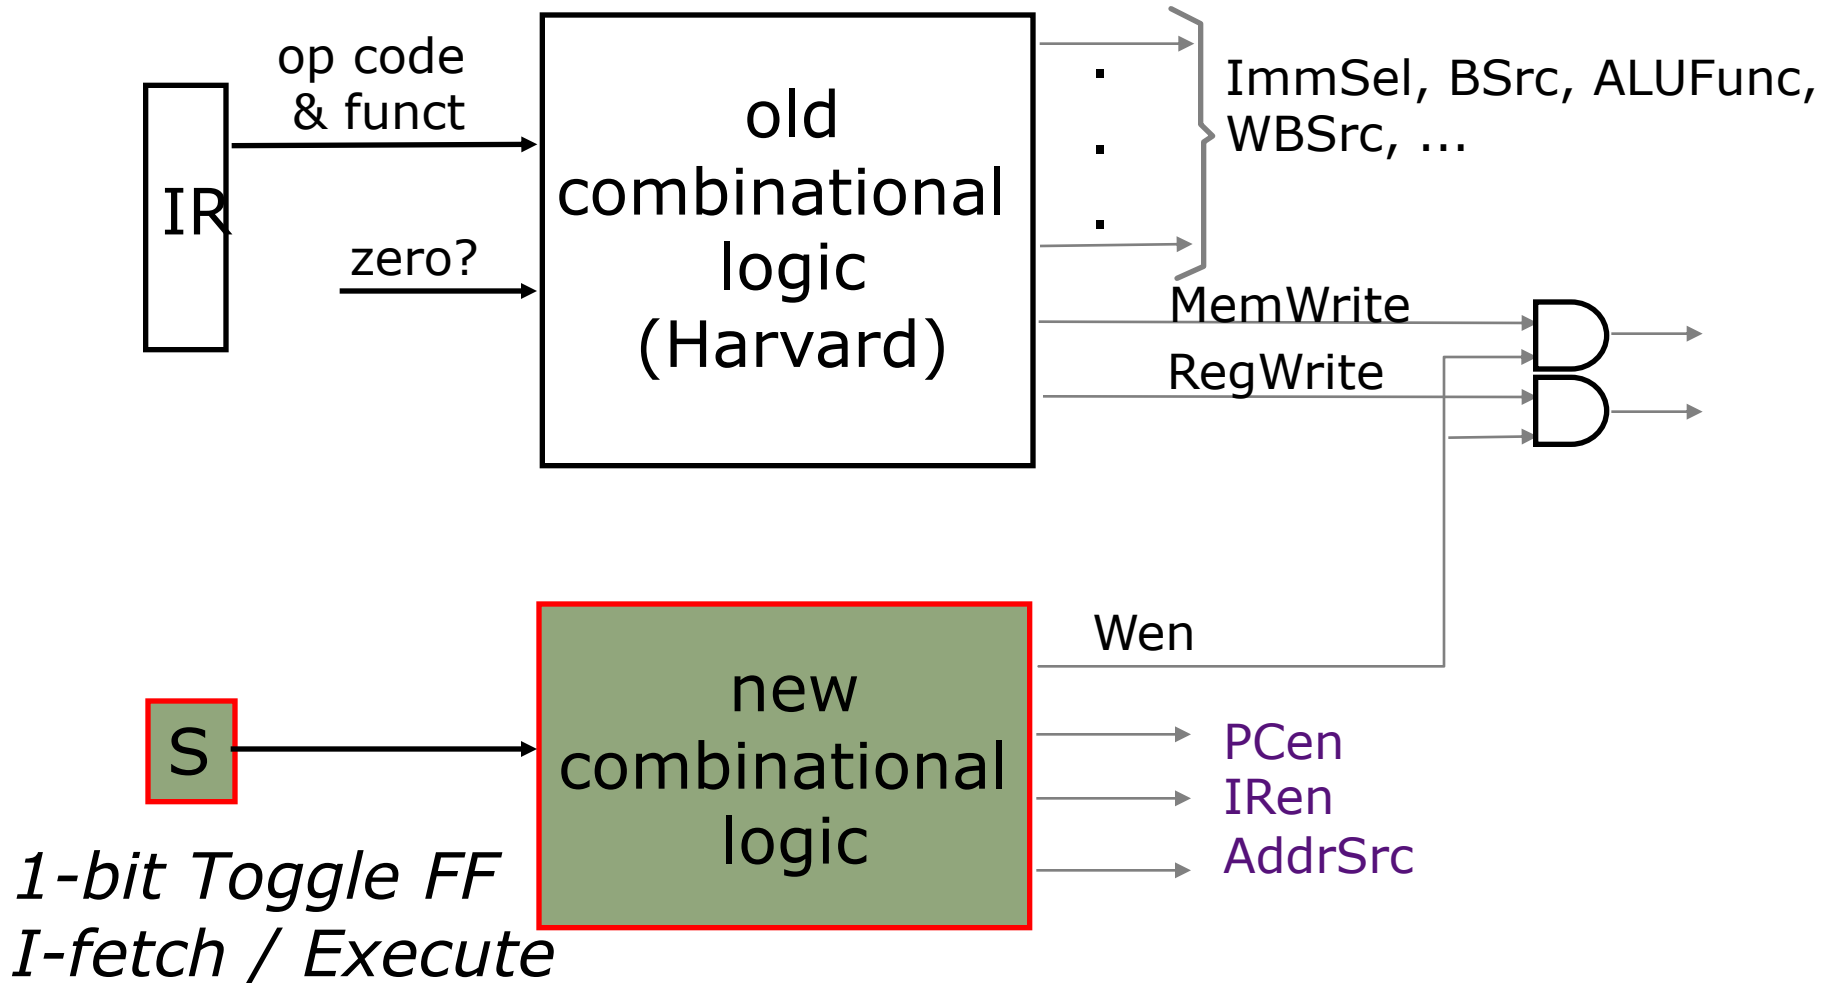 op code
& funct
IR
zero?
old
combinational
logic
(Harvard)
.
.
.
ImmSel, BSrc, ALUFunc,
WBSrc, ...
MemWrite
RegWrite
S
1-bit Toggle FF
I-fetch / Execute
new
combinational
logic
Wen
PCen
IRen
AddrSrc